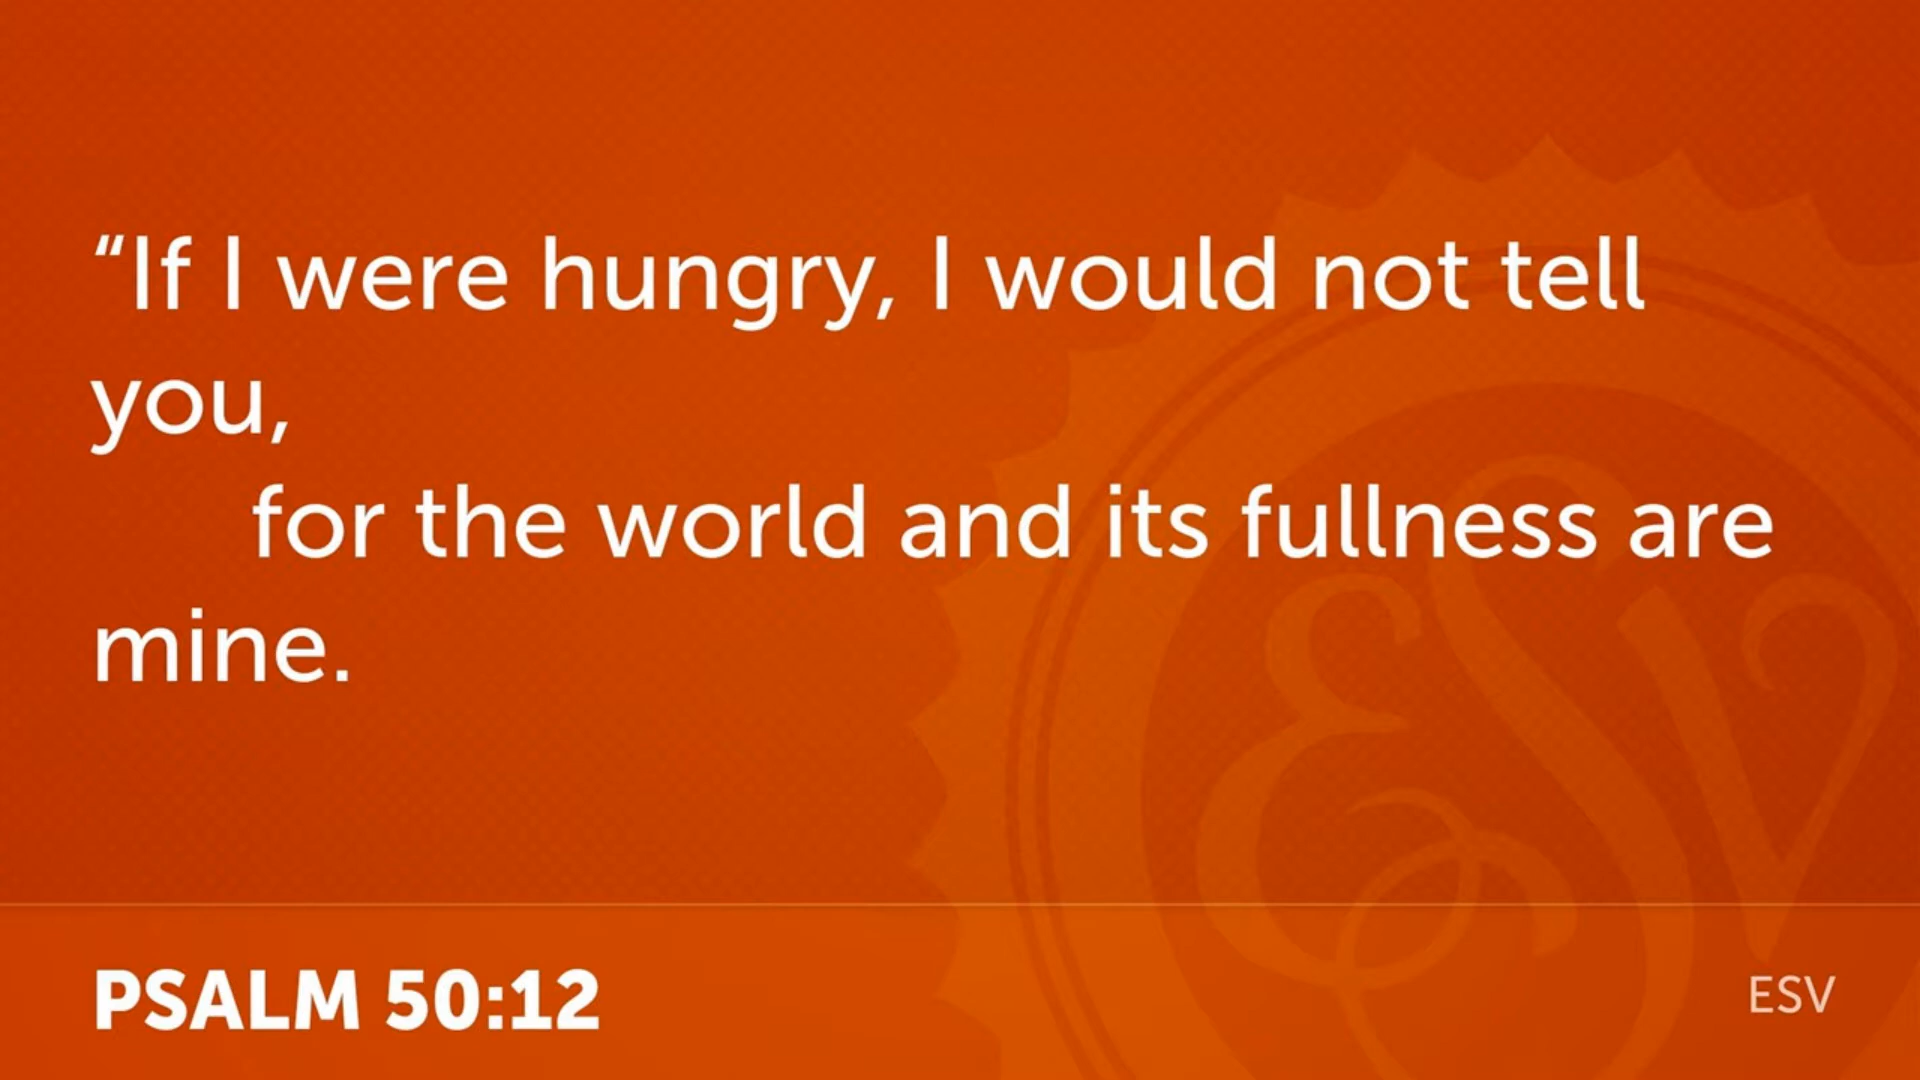 “If I were hungry, I would not tell
you,
for the world and its fullness are
mine.
ESV
PSALM 50:12
ESV